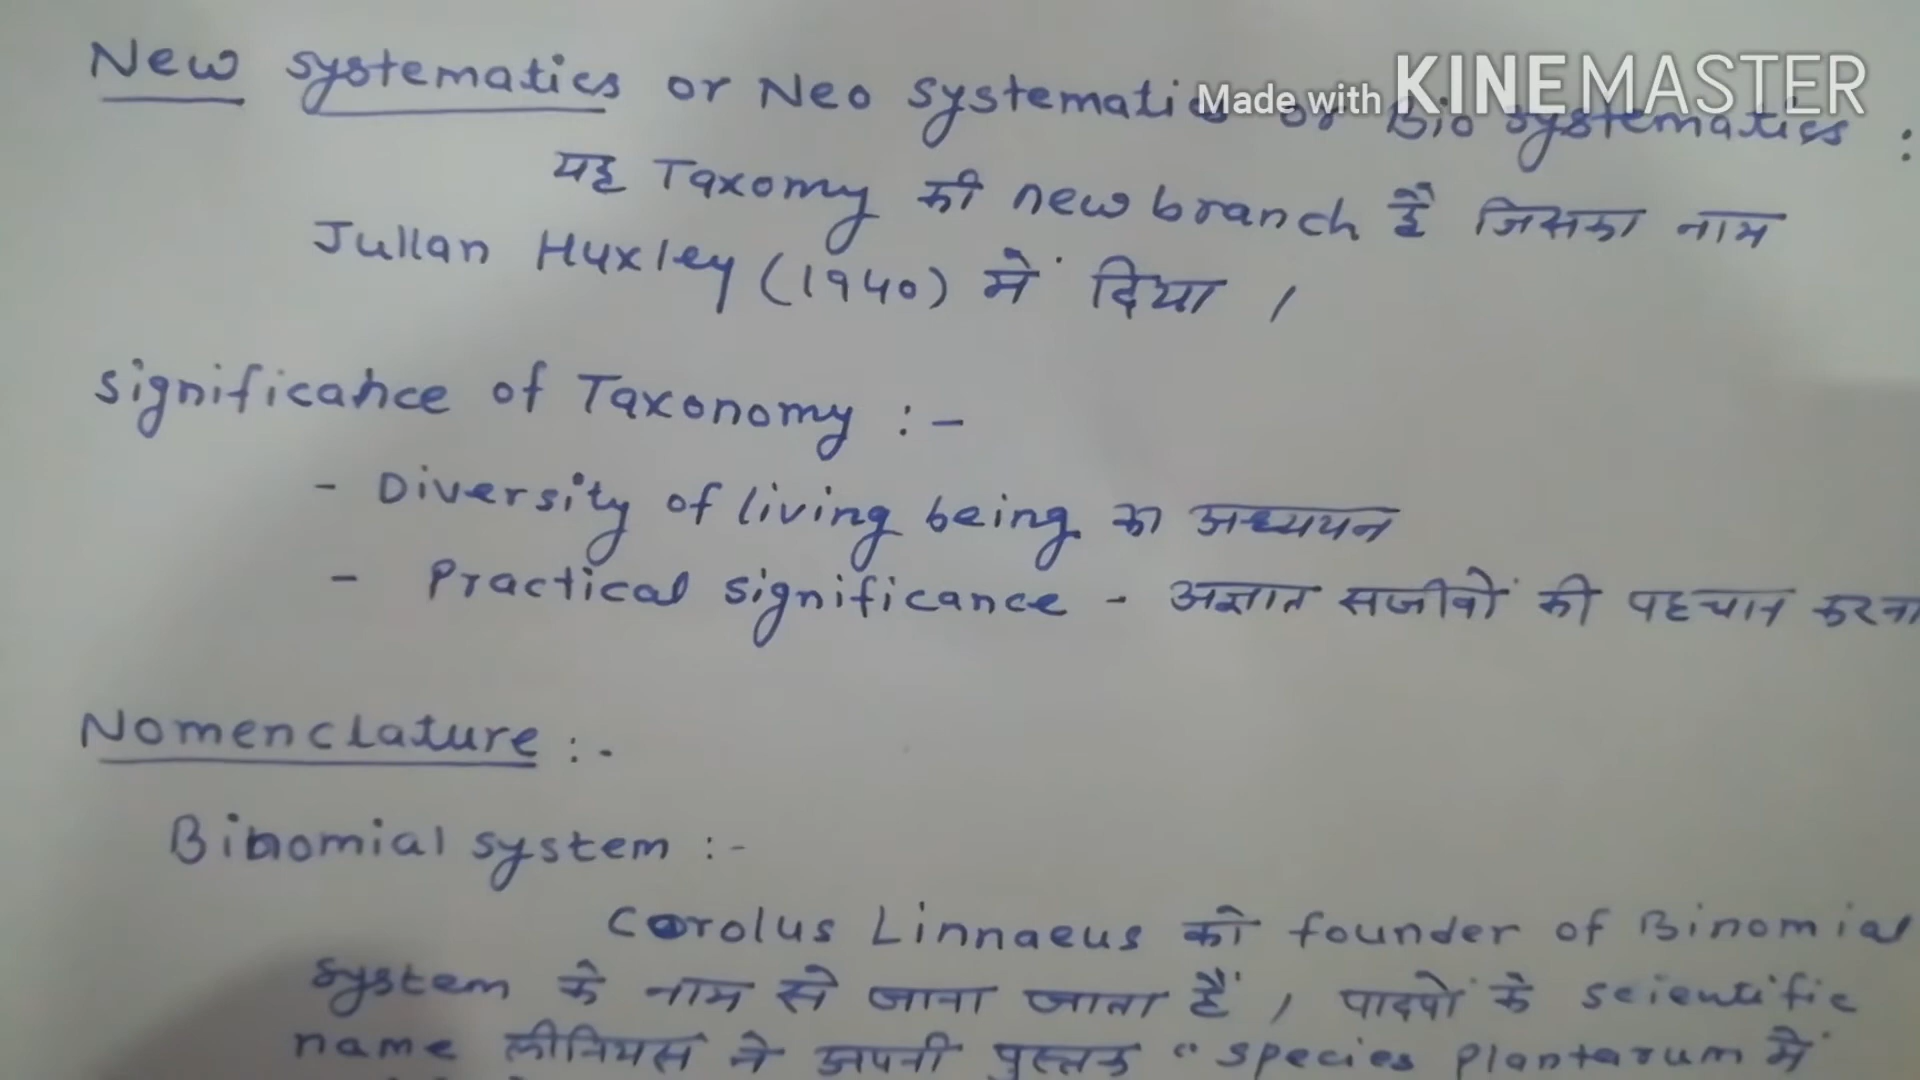 New systematics or Neo systematics or Bio systematics :
Made with KINEMASTER
यह Taxomy की new branch है जिसका नाम
Jullan Huxley (1940) में दिया ।
significance of Taxonomy :-
- Diversity of living being का अध्ययन
- Practical significance - अज्ञात सजीवों की पहचान करना
Nomenclature :-
Binomial system :-
Corolus Linnaeus को founder of Binomial
system के नाम से जाना जाता है , पादपों के scientific
name लीनियस ने अपनी पुस्तक "species plantarum में